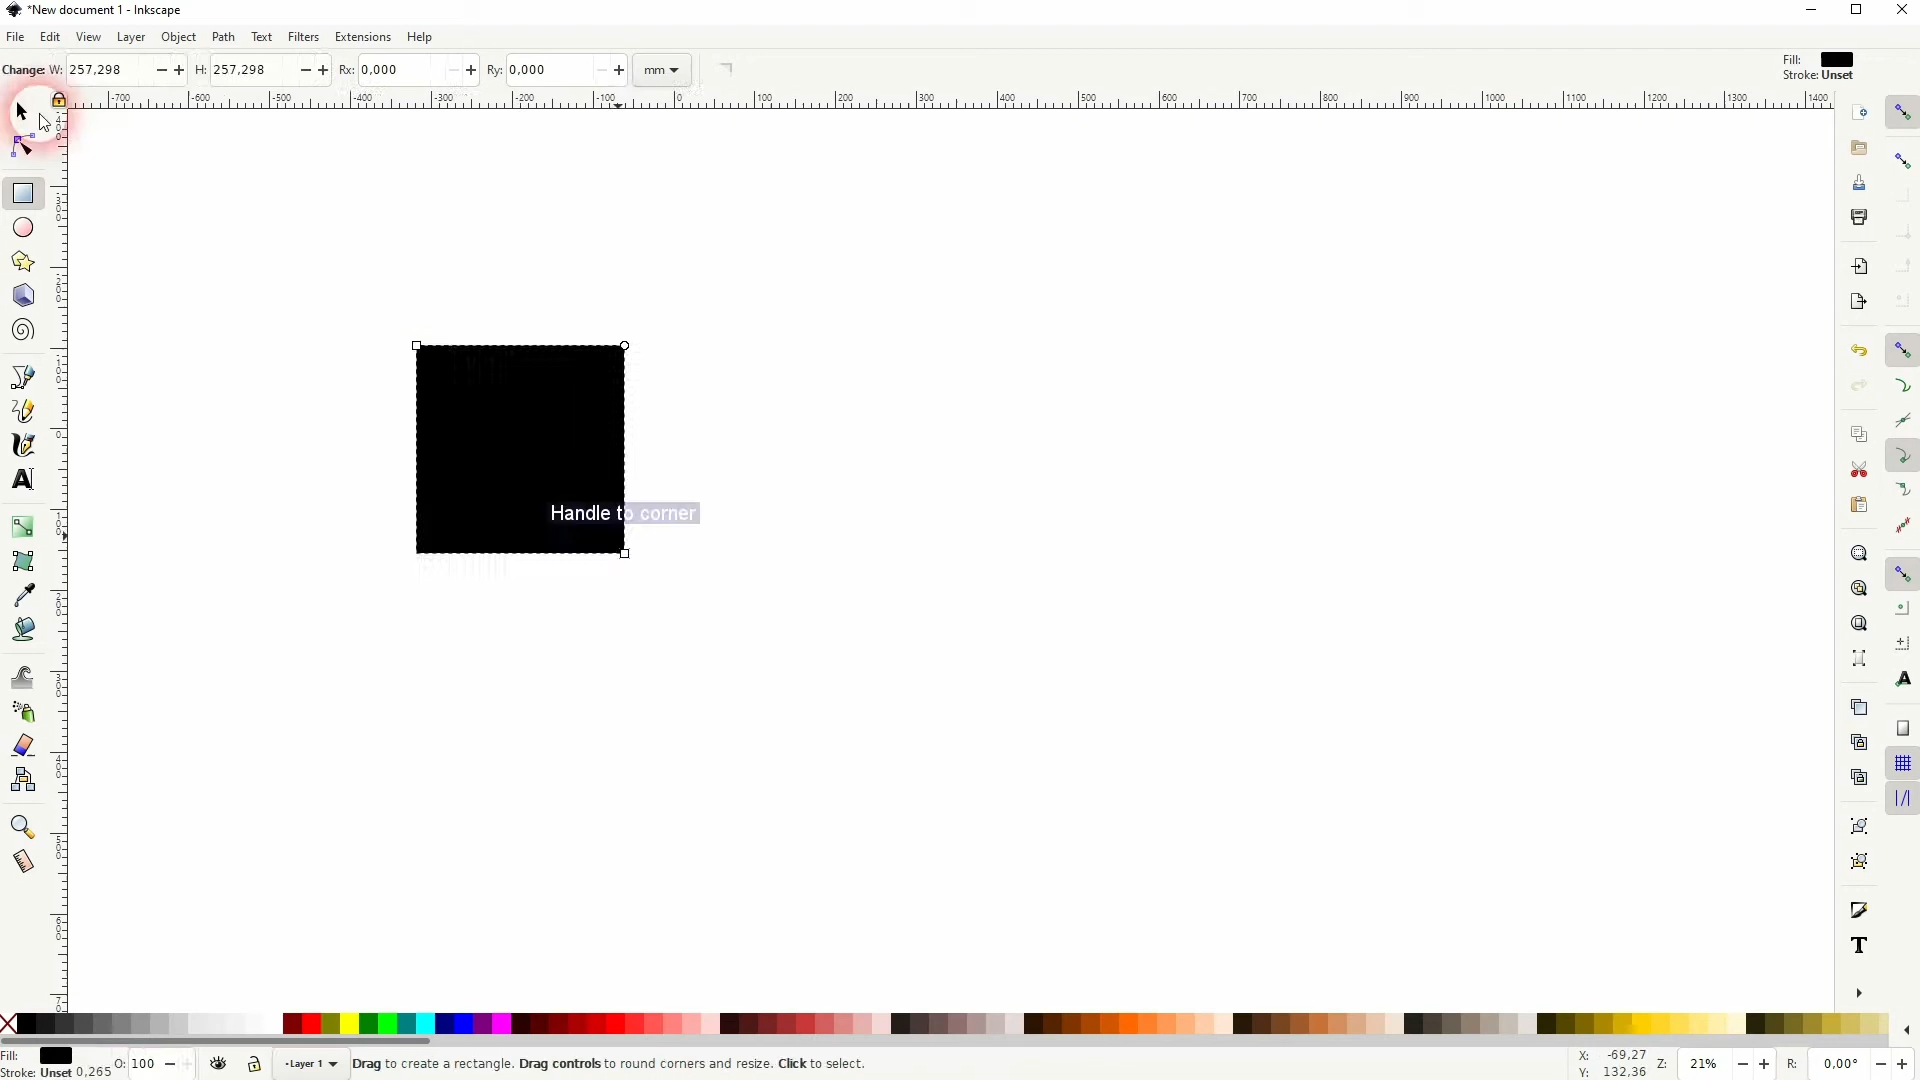 *New document 1 - Inkscape
File Edit View Layer Object Path Text Filters Extensions Help
Change: W: 257,298 H: 257,298 Rx: 0,000 Ry: 0,000 mm
Fill:
Stroke: Unset
-700 -600 -500 -400 -300 -200 -100 0 100 200 300 400 500 600 700 800 900 1000 1100 1200 1300 1400
Handle to corner
Fill:
Stroke: Unset 0,265
O: 100
Layer 1
Drag to create a rectangle. Drag controls to round corners and resize. Click to select.
X: -69,27
Y: 132,36
Z: 21%
R: 0,00°